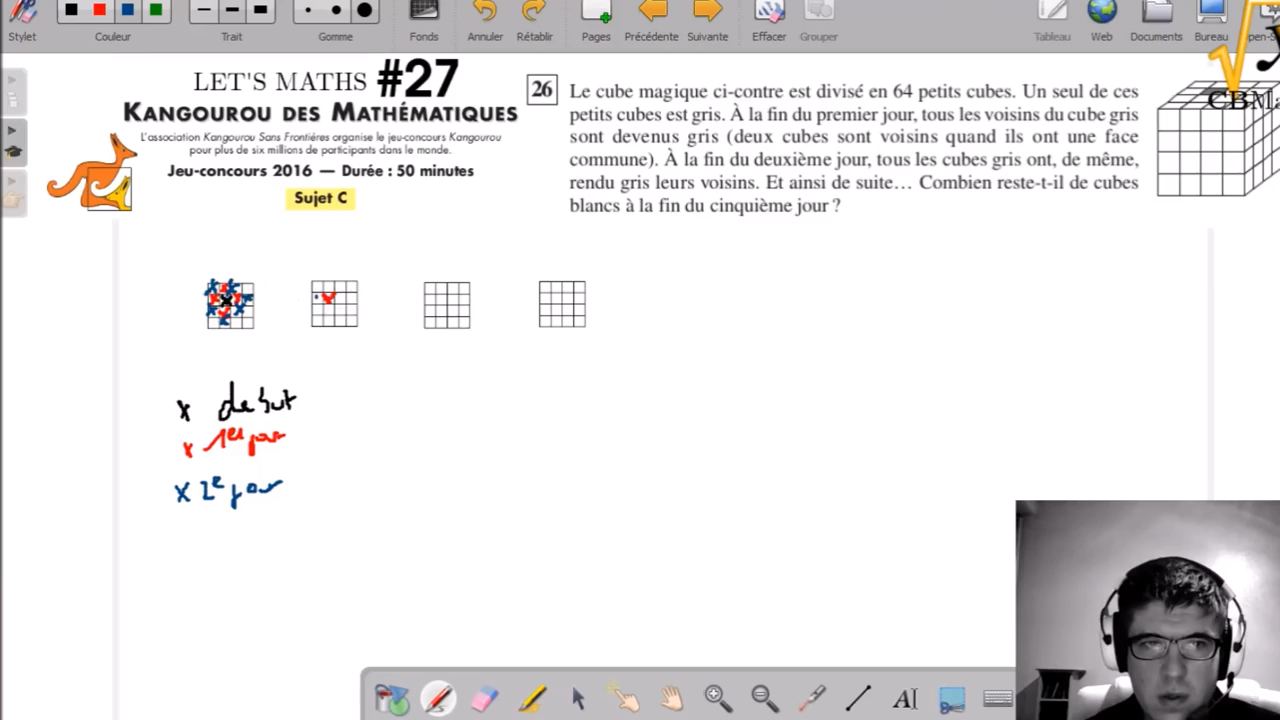 Stylet Couleur Trait Gomme Fonds Annuler Rétablir Pages Précédente Suivante Effacer Grouper Tableau Web Documents Bureau
LET'S MATHS #27
KANGOUROU DES MATHÉMATIQUES
L'association Kangourou Sans Frontières organise le jeu-concours Kangourou
pour plus de six millions de participants dans le monde.
Jeu-concours 2016 — Durée : 50 minutes
Sujet C
26 Le cube magique ci-contre est divisé en 64 petits cubes. Un seul de ces
petits cubes est gris. À la fin du premier jour, tous les voisins du cube gris
sont devenus gris (deux cubes sont voisins quand ils ont une face
commune). À la fin du deuxième jour, tous les cubes gris ont, de même,
rendu gris leurs voisins. Et ainsi de suite… Combien reste-t-il de cubes
blancs à la fin du cinquième jour ?
x debut
x 1er jour
x 2e jour
AI